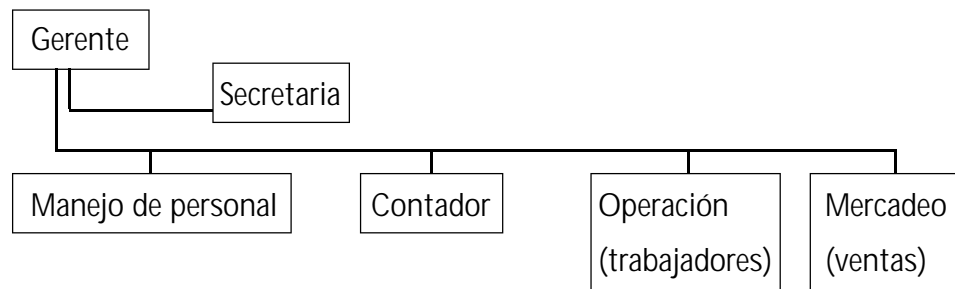 Gerente
Secretaria
Manejo de personal
Contador
Operación
(trabajadores)
Mercadeo
(ventas)